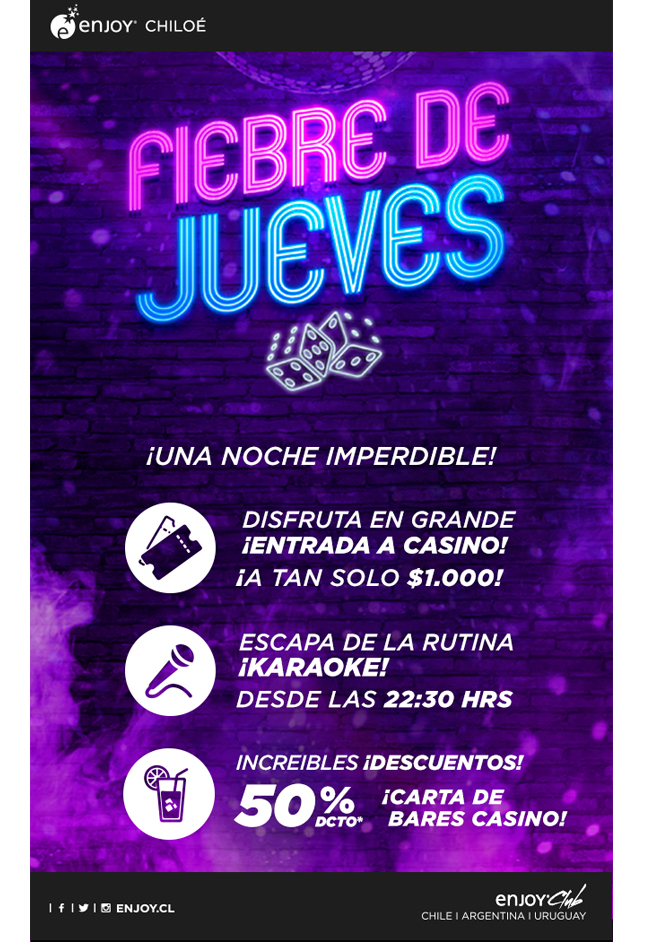 enjoy® CHILOÉ
FIEBRE DE
JUEVES
¡UNA NOCHE IMPERDIBLE!
DISFRUTA EN GRANDE
¡ENTRADA A CASINO!
¡A TAN SOLO $1.000!
ESCAPA DE LA RUTINA
¡KARAOKE!
DESDE LAS 22:30 HRS
INCREIBLES ¡DESCUENTOS!
50% DCTO*
¡CARTA DE
BARES CASINO!
ENJOY.CL
enjoy® Club
CHILE | ARGENTINA | URUGUAY